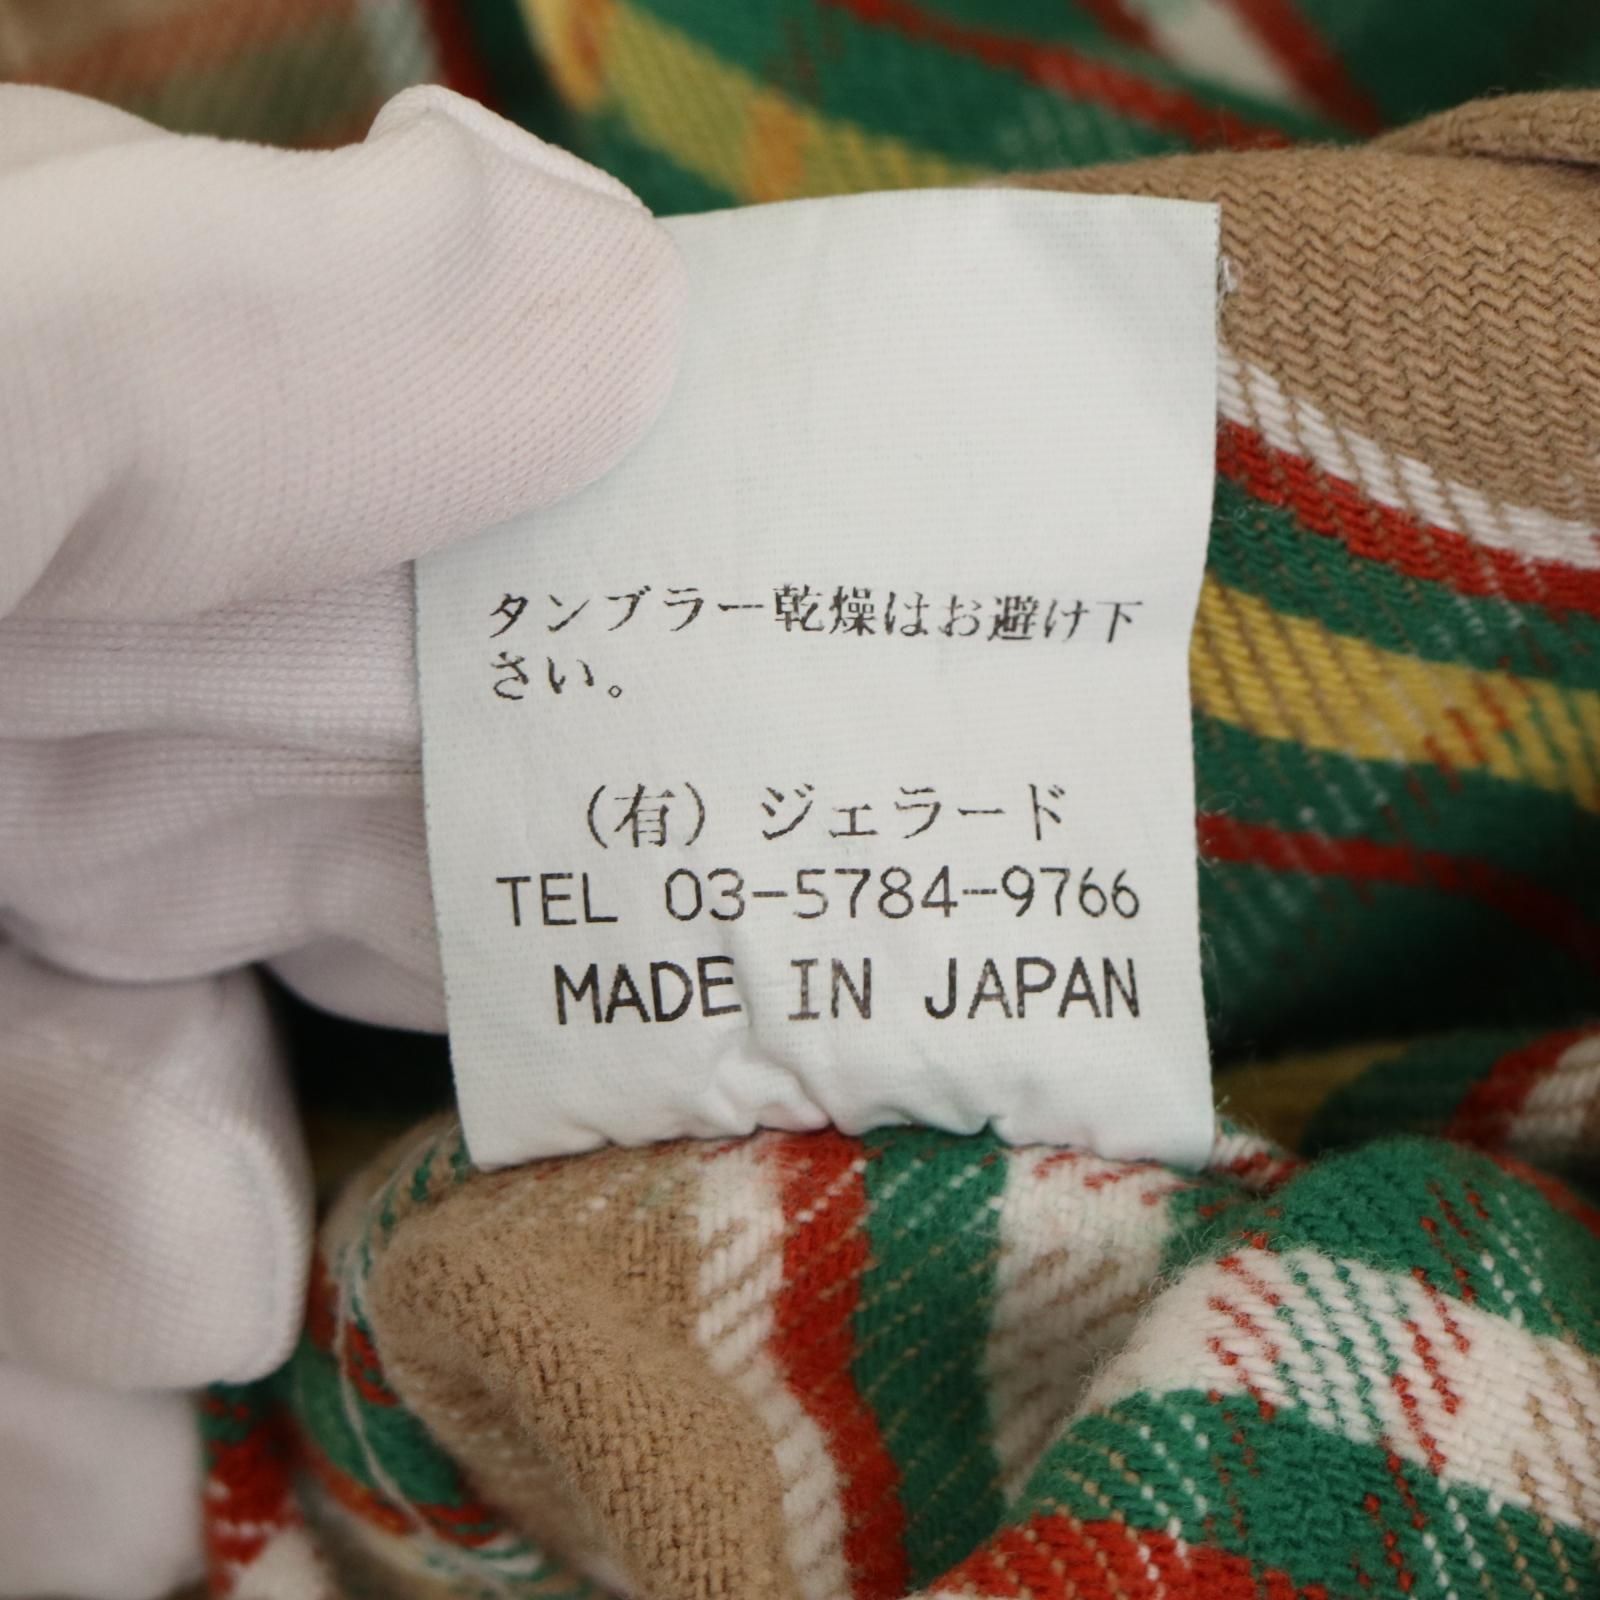 タンブラー乾燥はお避け下
さい。
(有) ジェラード
TEL 03-5784-9766
MADE IN JAPAN